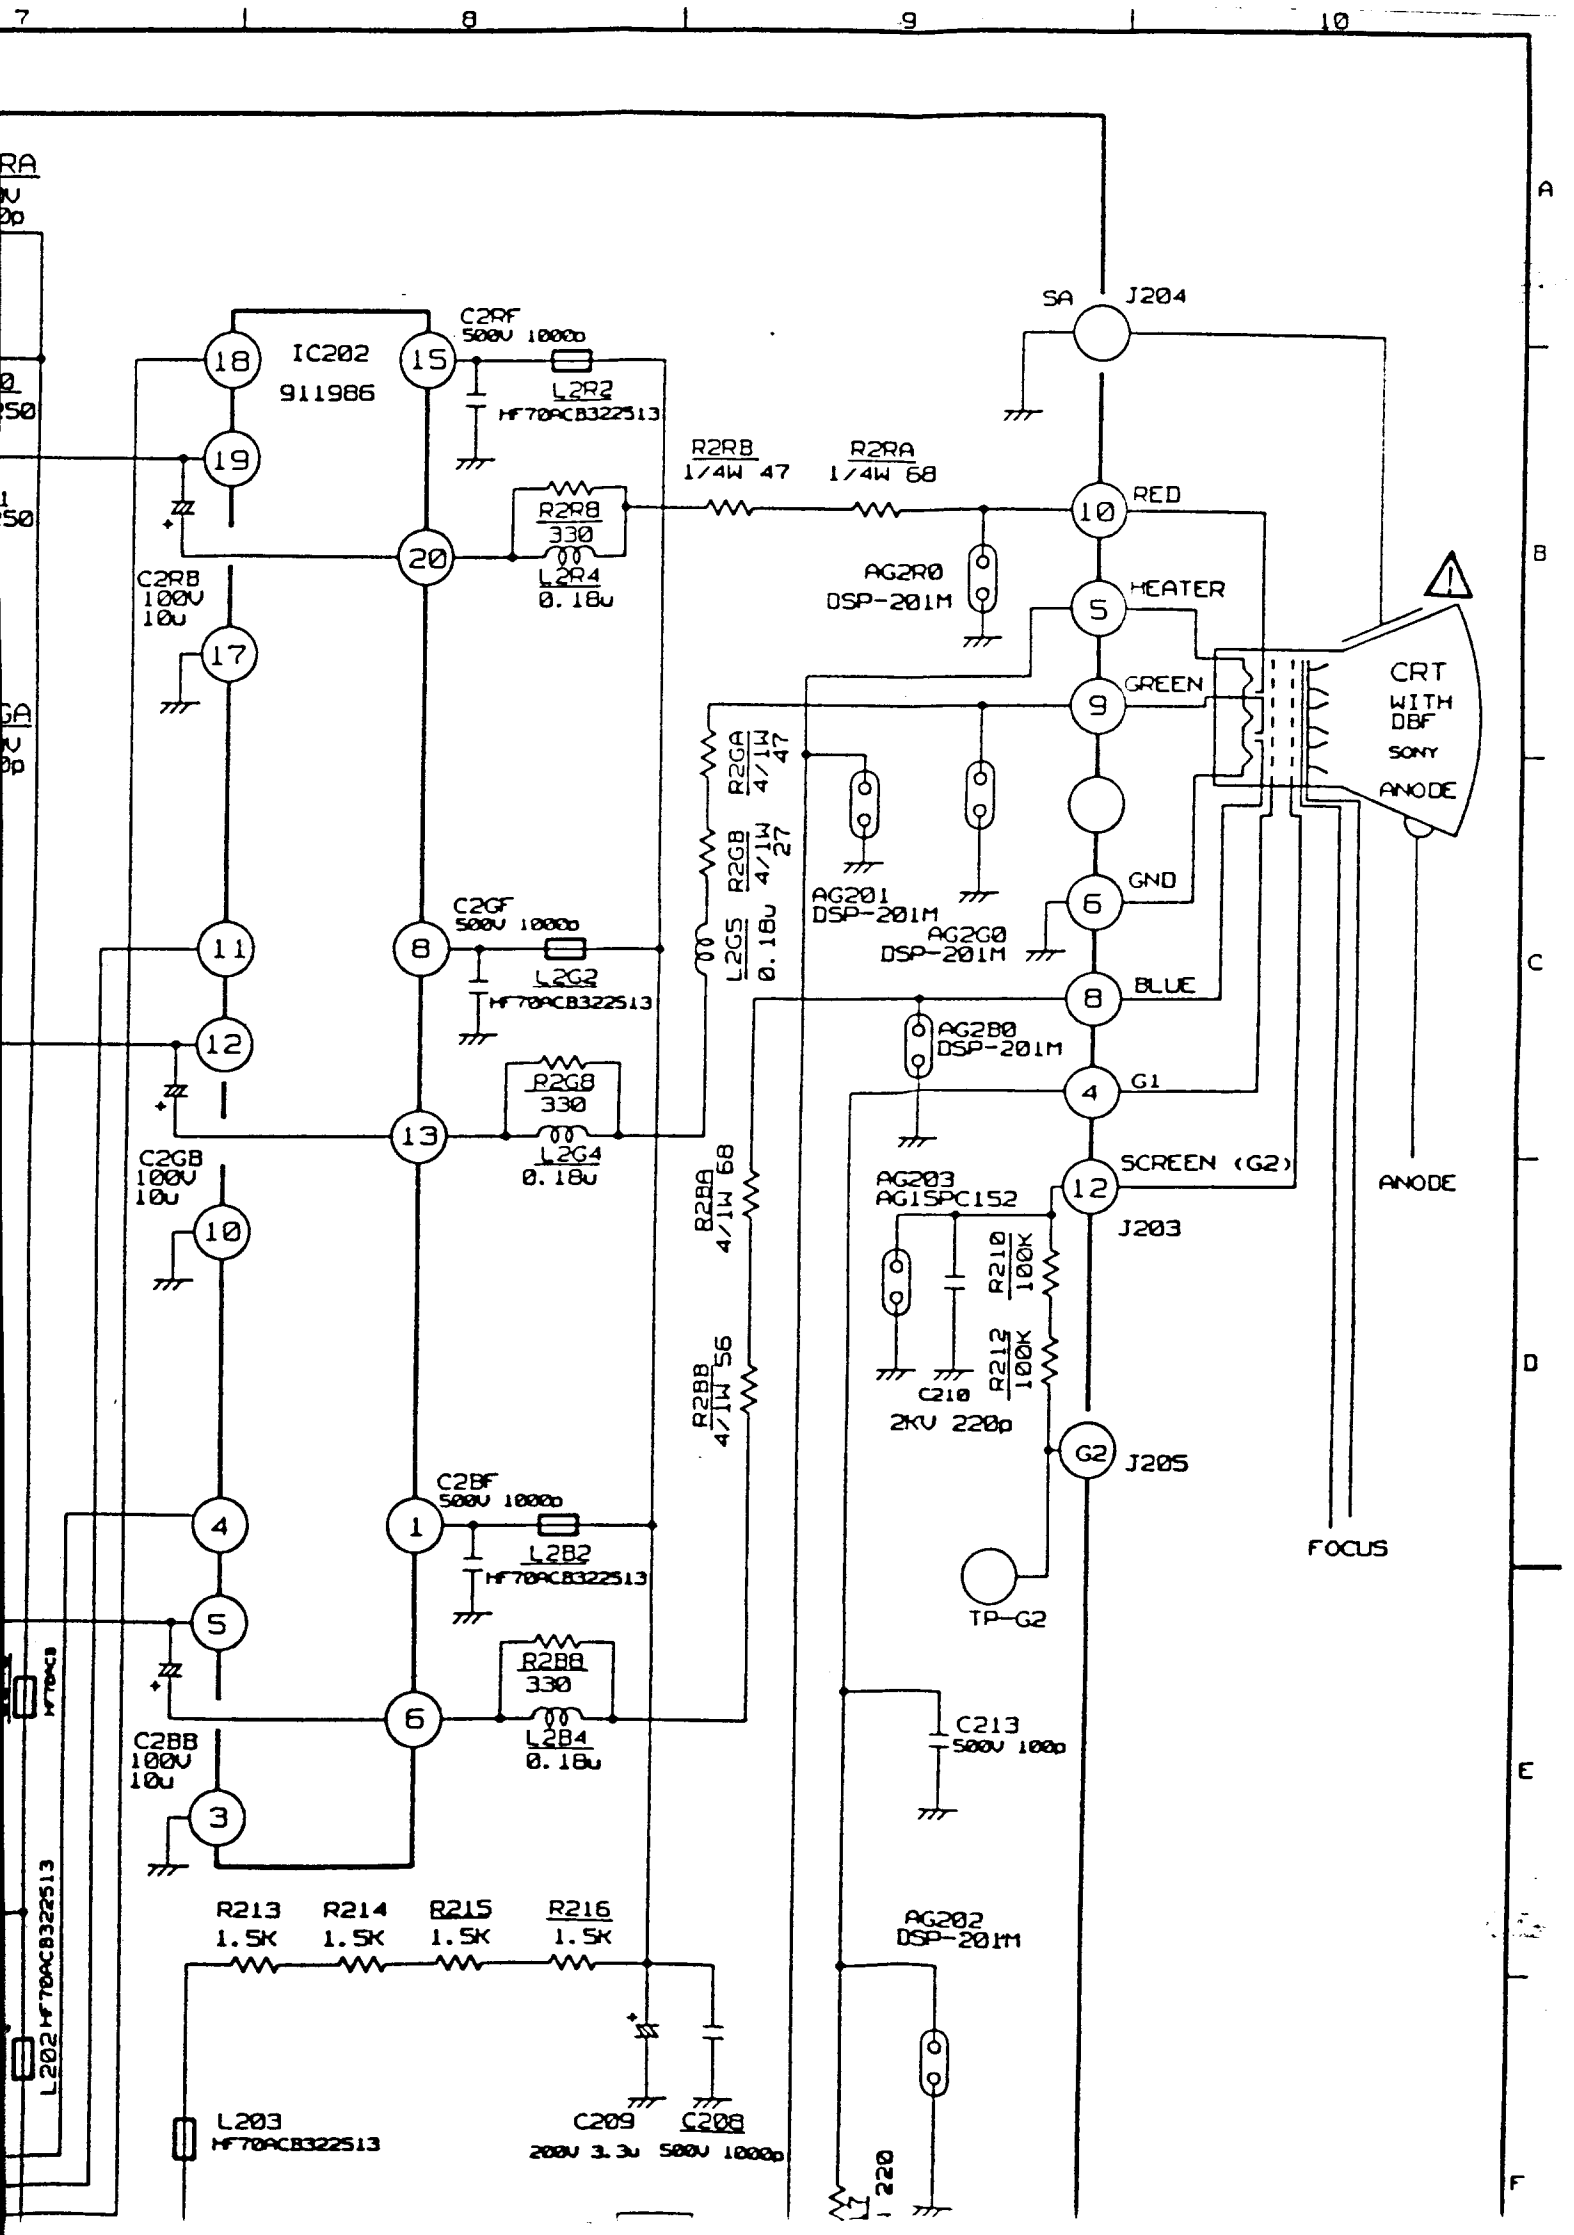 7 8 9 10
RA
0p
A
SA J204
C2RF
500V 1000p
18 IC202 15
911986
L2R2
HF70ACB322513
250
19
R2RB R2RA
1/4W 47 1/4W 68
RED
10
R2R8
330
20
L2R4
0.18u
C2RB
100V
10u
AG2R0
DSP-201M
B
HEATER
5
17
GREEN
9
CRT
WITH
DBF
SONY
ANODE
GA
0p
R2GA
4/1W
47
R2GB
4/1W
27
L2G5
0.18u
GND
6
AG201
DSP-201M
AG2G0
DSP-201M
C2GF
500V 1000p
11 8
L2G2
HF70ACB322513
C
BLUE
8
AG2B0
DSP-201M
12
R2G8
330
4 G1
13
L2G4
0.18u
C2GB
100V
10u
SCREEN (G2)
12
J203
ANODE
AG203
AG15PC152
R2BA
4/1W 68
10
R210
100K
R212
100K
R2BB
4/1W 56
D
C210
2KV 220p
G2 J205
C2BF
500V 1000p
4 1
L2B2
HF70ACB322513
FOCUS
TP-G2
5
R2B8
330
HF70ACB
6
L2B4
0.18u
C2BB
100V
10u
C213
500V 100p
E
3
R213 R214 R215 R216
1.5K 1.5K 1.5K 1.5K
AG202
DSP-201M
L202 HF70ACB322513
L203
HF70ACB322513
C209 C208
200V 3.3u 500V 1000p
220
F